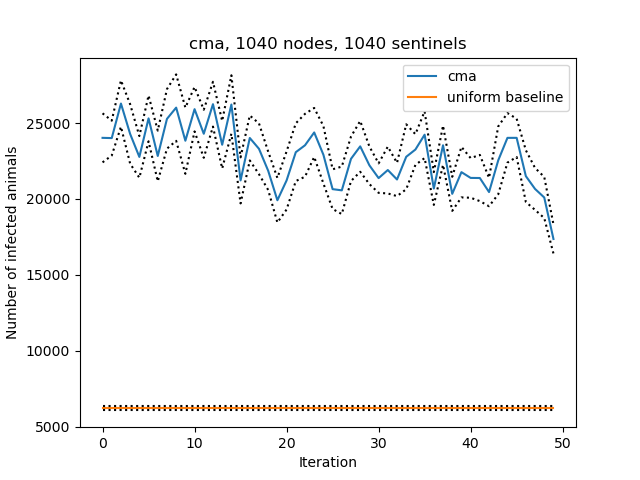 cma, 1040 nodes, 1040 sentinels
cma
uniform baseline
Number of infected animals
25000
20000
15000
10000
5000
0 10 20 30 40 50
Iteration